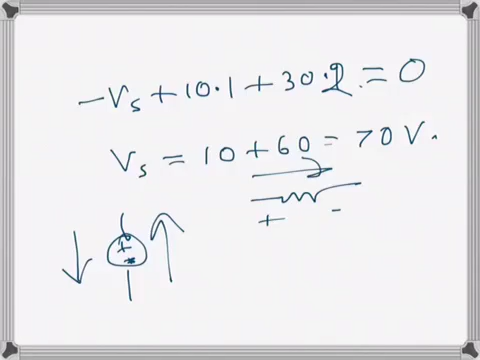 -Vs + 10·1 + 30·2 = 0
Vs = 10 + 60 = 70 V.
+ -
+